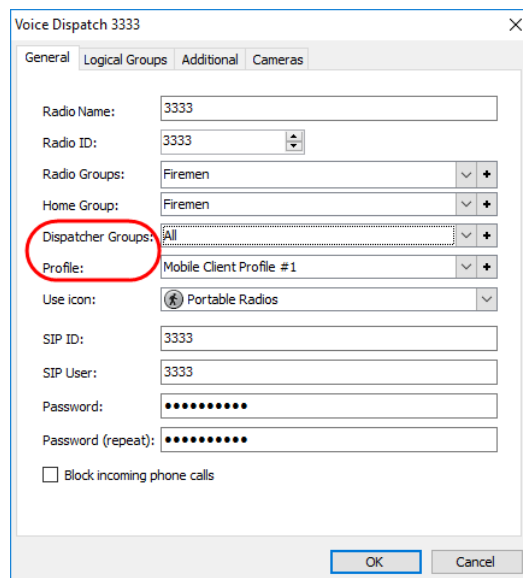 Voice Dispatch 3333
General Logical Groups Additional Cameras
Radio Name: 3333
Radio ID: 3333
Radio Groups: Firemen
Home Group: Firemen
Dispatcher Groups: All
Profile: Mobile Client Profile #1
Use icon: Portable Radios
SIP ID: 3333
SIP User: 3333
Password: ••••••••••
Password (repeat): ••••••••••
Block incoming phone calls
OK Cancel